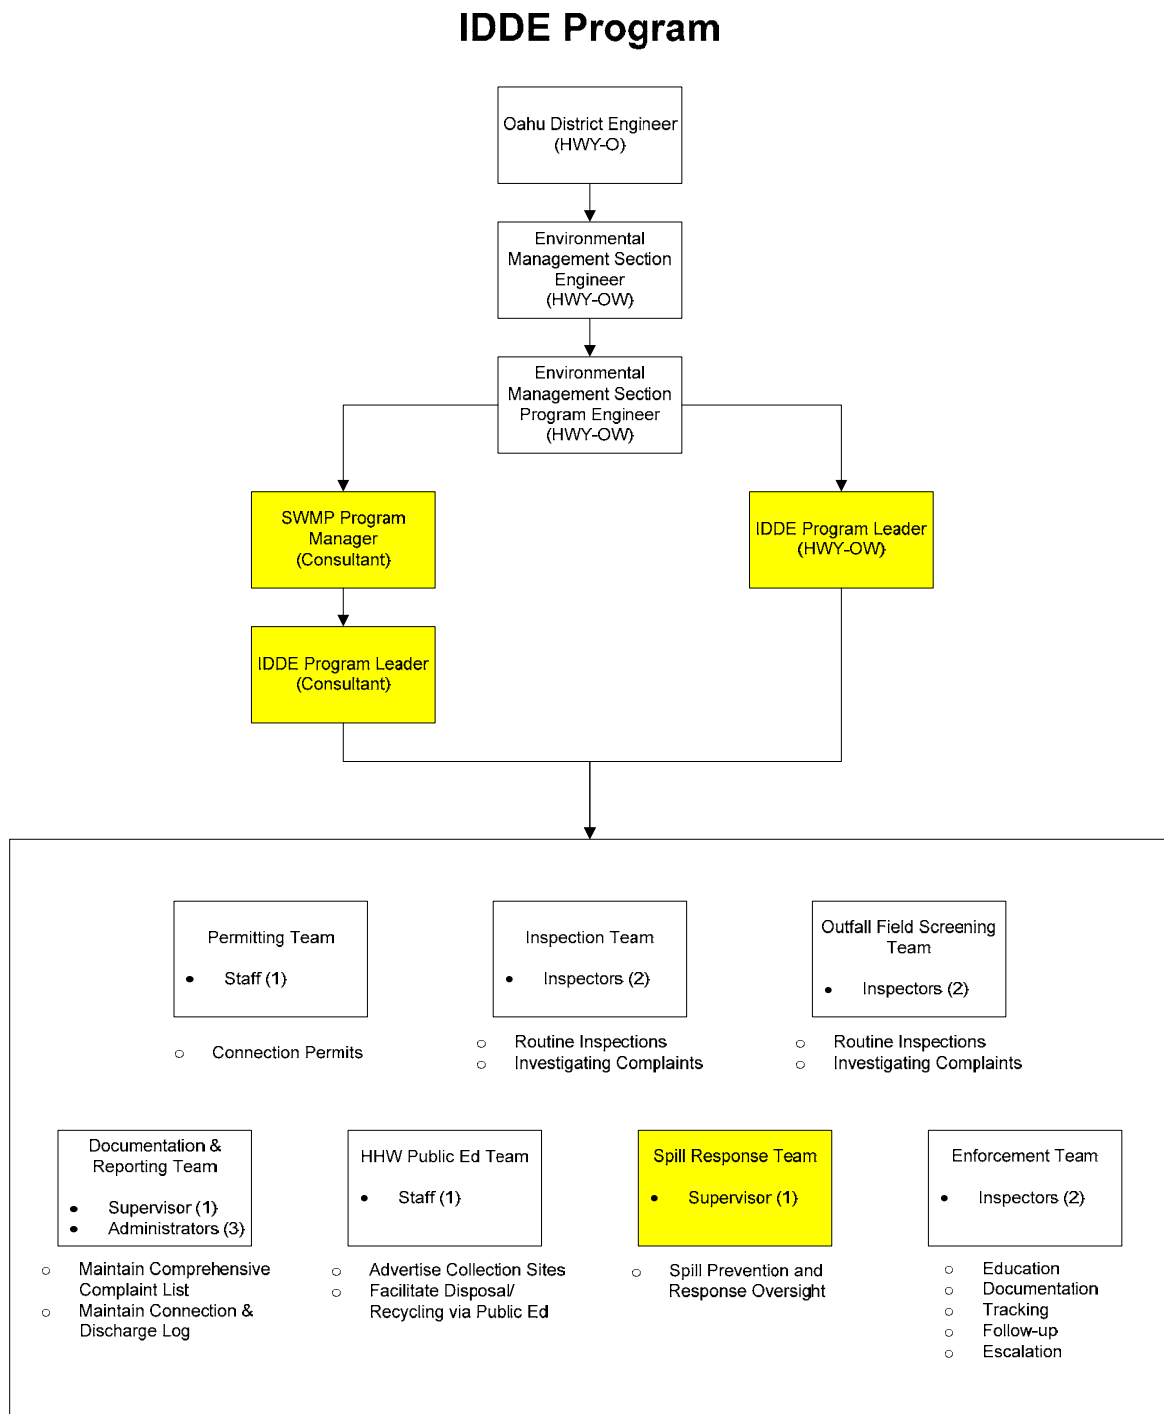 IDDE Program
Oahu District Engineer
(HWY-O)
Environmental
Management Section
Engineer
(HWY-OW)
Environmental
Management Section
Program Engineer
(HWY-OW)
SWMP Program
Manager
(Consultant)
IDDE Program Leader
(HWY-OW)
IDDE Program Leader
(Consultant)
Permitting Team
• Staff (1)
○ Connection Permits
Inspection Team
• Inspectors (2)
○ Routine Inspections
○ Investigating Complaints
Outfall Field Screening
Team
• Inspectors (2)
○ Routine Inspections
○ Investigating Complaints
Documentation &
Reporting Team
• Supervisor (1)
• Administrators (3)
○ Maintain Comprehensive
Complaint List
○ Maintain Connection &
Discharge Log
HHW Public Ed Team
• Staff (1)
○ Advertise Collection Sites
○ Facilitate Disposal/
Recycling via Public Ed
Spill Response Team
• Supervisor (1)
○ Spill Prevention and
Response Oversight
Enforcement Team
• Inspectors (2)
○ Education
○ Documentation
○ Tracking
○ Follow-up
○ Escalation